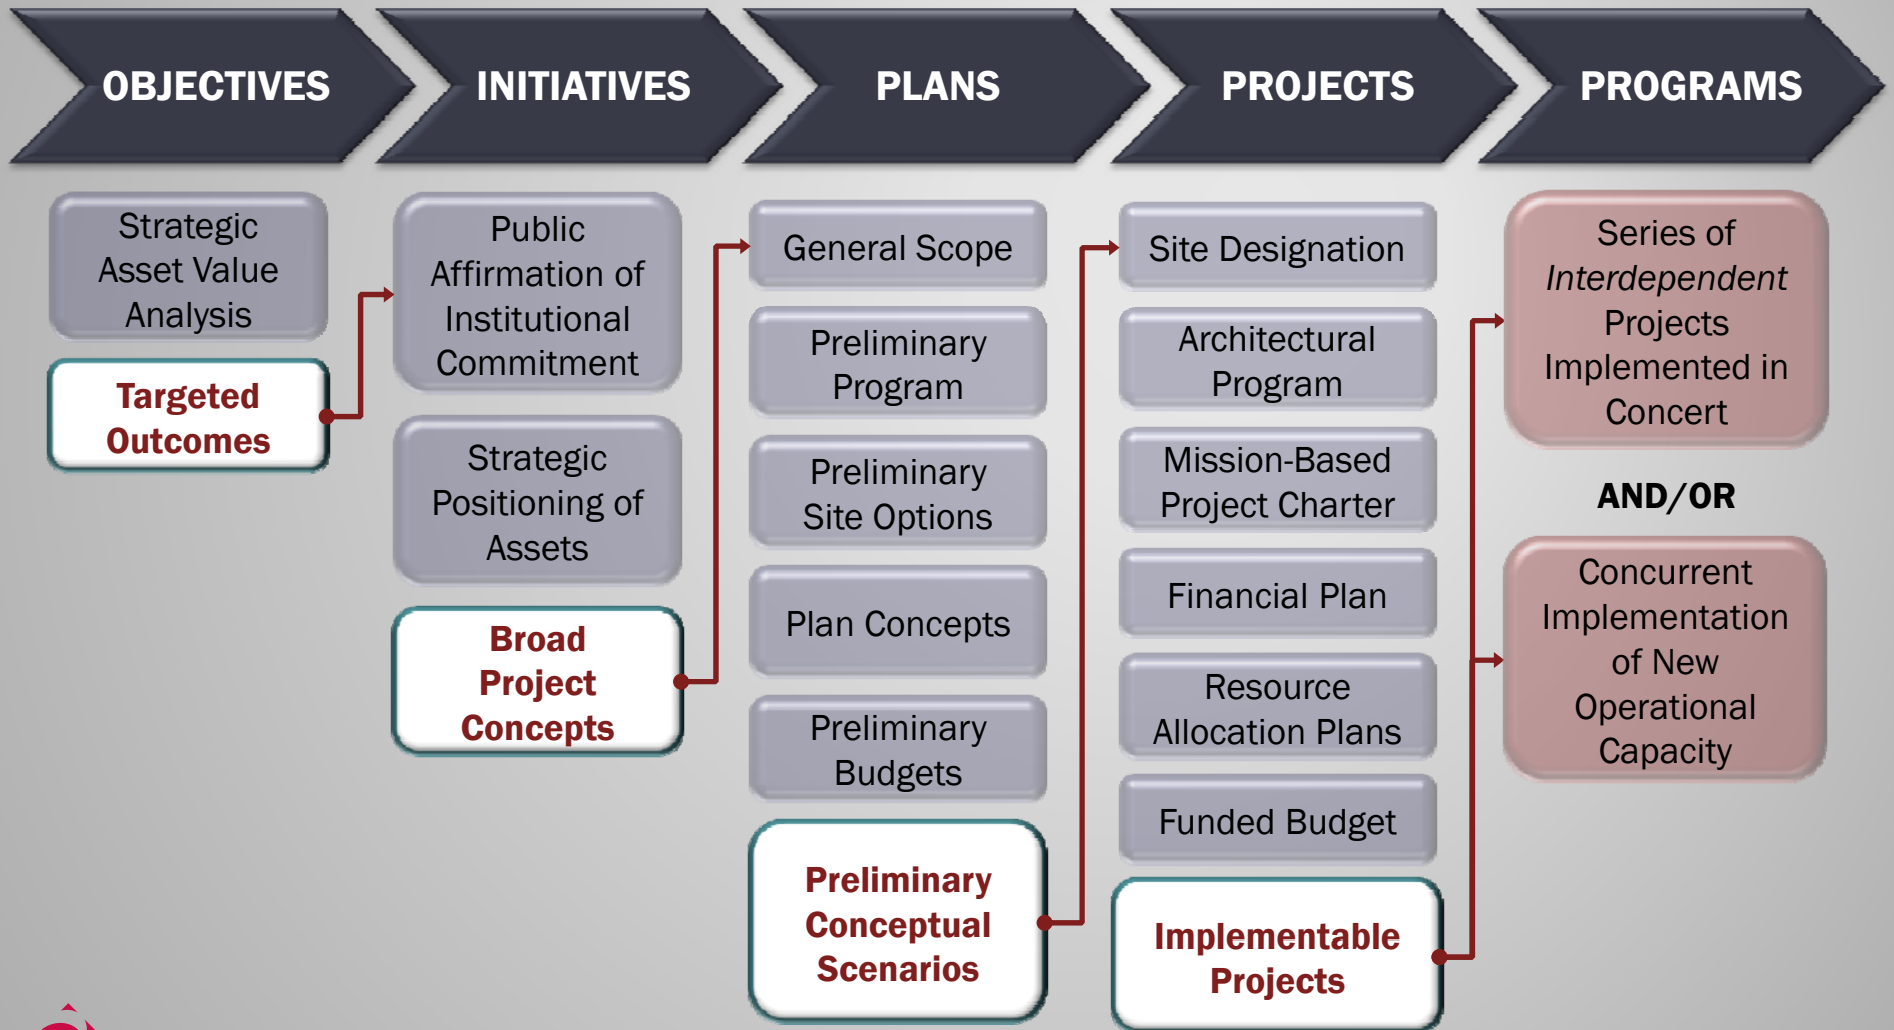 OBJECTIVES
INITIATIVES
PLANS
PROJECTS
PROGRAMS
Strategic
Asset Value
Analysis
Targeted
Outcomes
Public
Affirmation of
Institutional
Commitment
Strategic
Positioning of
Assets
Broad
Project
Concepts
General Scope
Preliminary
Program
Preliminary
Site Options
Plan Concepts
Preliminary
Budgets
Preliminary
Conceptual
Scenarios
Site Designation
Architectural
Program
Mission-Based
Project Charter
Financial Plan
Resource
Allocation Plans
Funded Budget
Implementable
Projects
Series of
Interdependent
Projects
Implemented in
Concert
AND/OR
Concurrent
Implementation
of New
Operational
Capacity